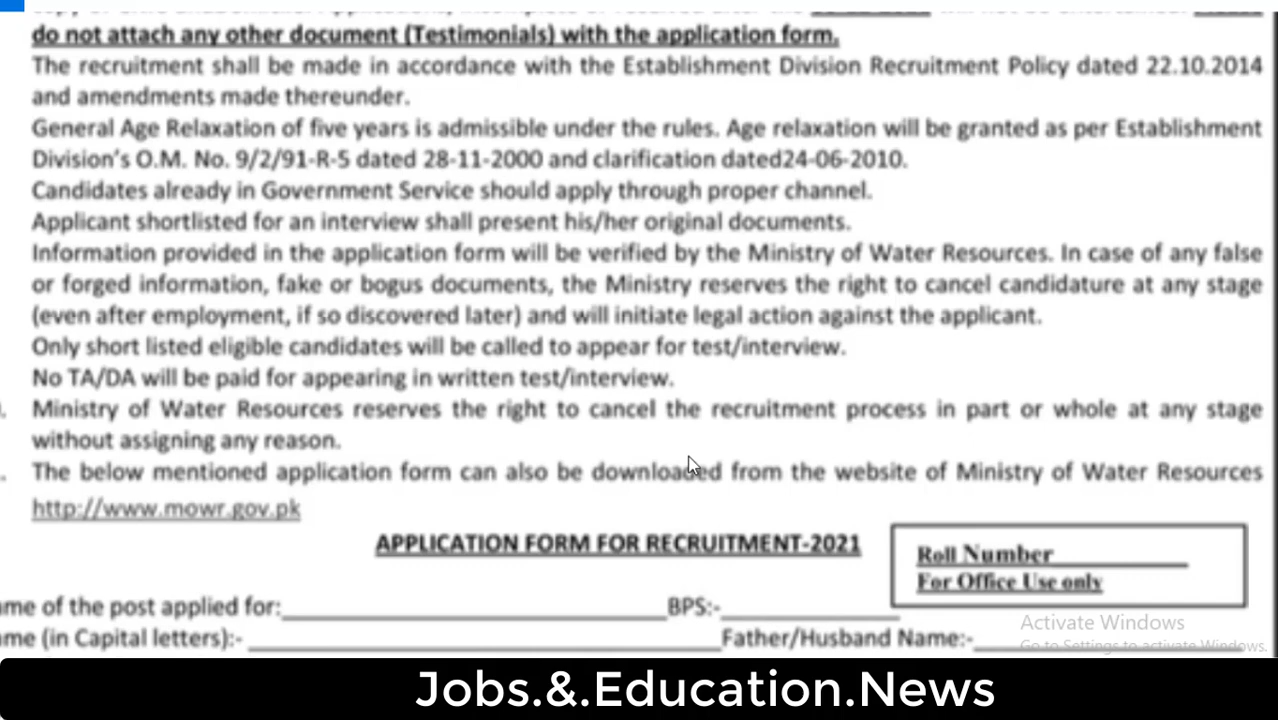 do not attach any other document (Testimonials) with the application form.
The recruitment shall be made in accordance with the Establishment Division Recruitment Policy dated 22.10.2014
and amendments made thereunder.
General Age Relaxation of five years is admissible under the rules. Age relaxation will be granted as per Establishment
Division's O.M. No. 9/2/91-R-5 dated 28-11-2000 and clarification dated24-06-2010.
Candidates already in Government Service should apply through proper channel.
Applicant shortlisted for an interview shall present his/her original documents.
Information provided in the application form will be verified by the Ministry of Water Resources. In case of any false
or forged information, fake or bogus documents, the Ministry reserves the right to cancel candidature at any stage
(even after employment, if so discovered later) and will initiate legal action against the applicant.
Only short listed eligible candidates will be called to appear for test/interview.
No TA/DA will be paid for appearing in written test/interview.
Ministry of Water Resources reserves the right to cancel the recruitment process in part or whole at any stage
without assigning any reason.
The below mentioned application form can also be downloaded from the website of Ministry of Water Resources
http://www.mowr.gov.pk
APPLICATION FORM FOR RECRUITMENT-2021
Roll Number
For Office Use only
ame of the post applied for: BPS:-
ame (in Capital letters):- Father/Husband Name:-
Activate Windows
Go to Settings to activate Windows.
Jobs.&.Education.News